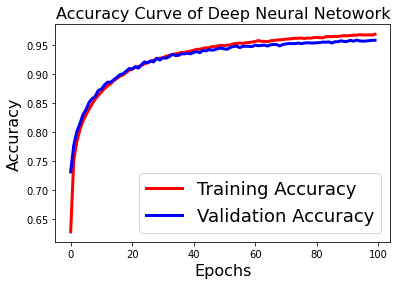 Accuracy Curve of Deep Neural Netowork
Accuracy
0.95
0.90
0.85
0.80
0.75
0.70
0.65
Training Accuracy
Validation Accuracy
0 20 40 60 80 100
Epochs